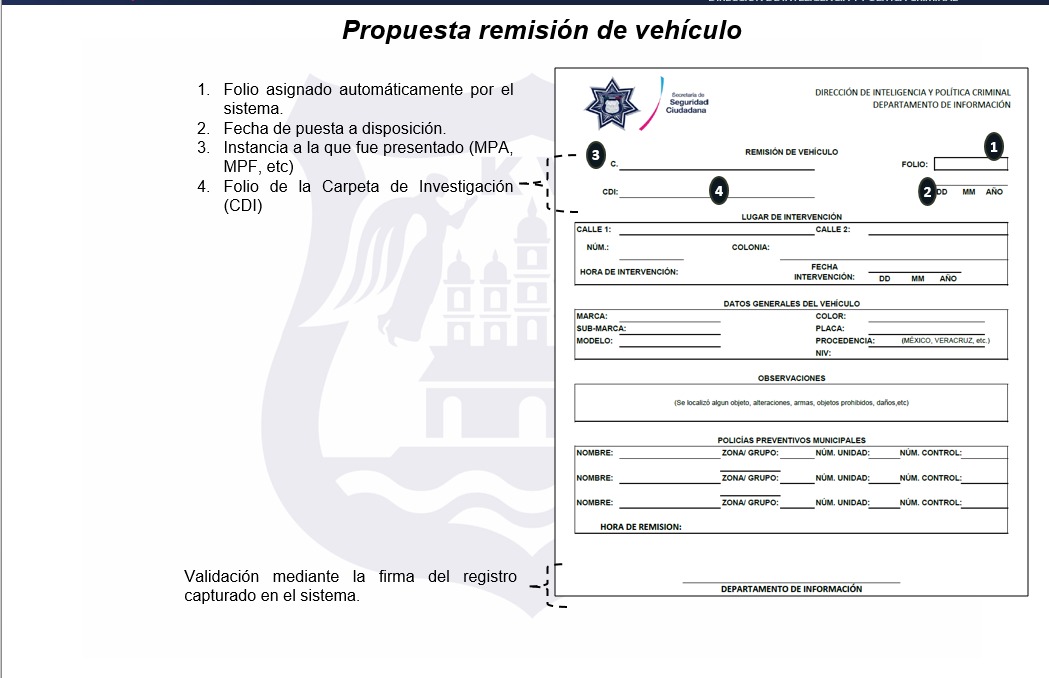 DIRECCIÓN DE INTELIGENCIA Y POLÍTICA CRIMINAL
Propuesta remisión de vehículo
1. Folio asignado automáticamente por el
sistema.
2. Fecha de puesta a disposición.
3. Instancia a la que fue presentado (MPA,
MPF, etc)
4. Folio de la Carpeta de Investigación
(CDI)
Validación mediante la firma del registro
capturado en el sistema.
Secretaría de
Seguridad
Ciudadana
DIRECCIÓN DE INTELIGENCIA Y POLÍTICA CRIMINAL
DEPARTAMENTO DE INFORMACIÓN
REMISIÓN DE VEHÍCULO
3 C.
FOLIO: 1
CDI: 4
2 DD MM AÑO
LUGAR DE INTERVENCIÓN
CALLE 1: CALLE 2:
NÚM.: COLONIA:
HORA DE INTERVENCIÓN: FECHA
INTERVENCIÓN: DD MM AÑO
DATOS GENERALES DEL VEHÍCULO
MARCA: COLOR:
SUB-MARCA: PLACA:
MODELO: PROCEDENCIA: (MÉXICO, VERACRUZ, etc.)
NIV:
OBSERVACIONES
(Se localizó algun objeto, alteraciones, armas, objetos prohibidos, daños,etc)
POLICÍAS PREVENTIVOS MUNICIPALES
NOMBRE: ZONA/ GRUPO: NÚM. UNIDAD: NÚM. CONTROL:
NOMBRE: ZONA/ GRUPO: NÚM. UNIDAD: NÚM. CONTROL:
NOMBRE: ZONA/ GRUPO: NÚM. UNIDAD: NÚM. CONTROL:
HORA DE REMISION:
DEPARTAMENTO DE INFORMACIÓN